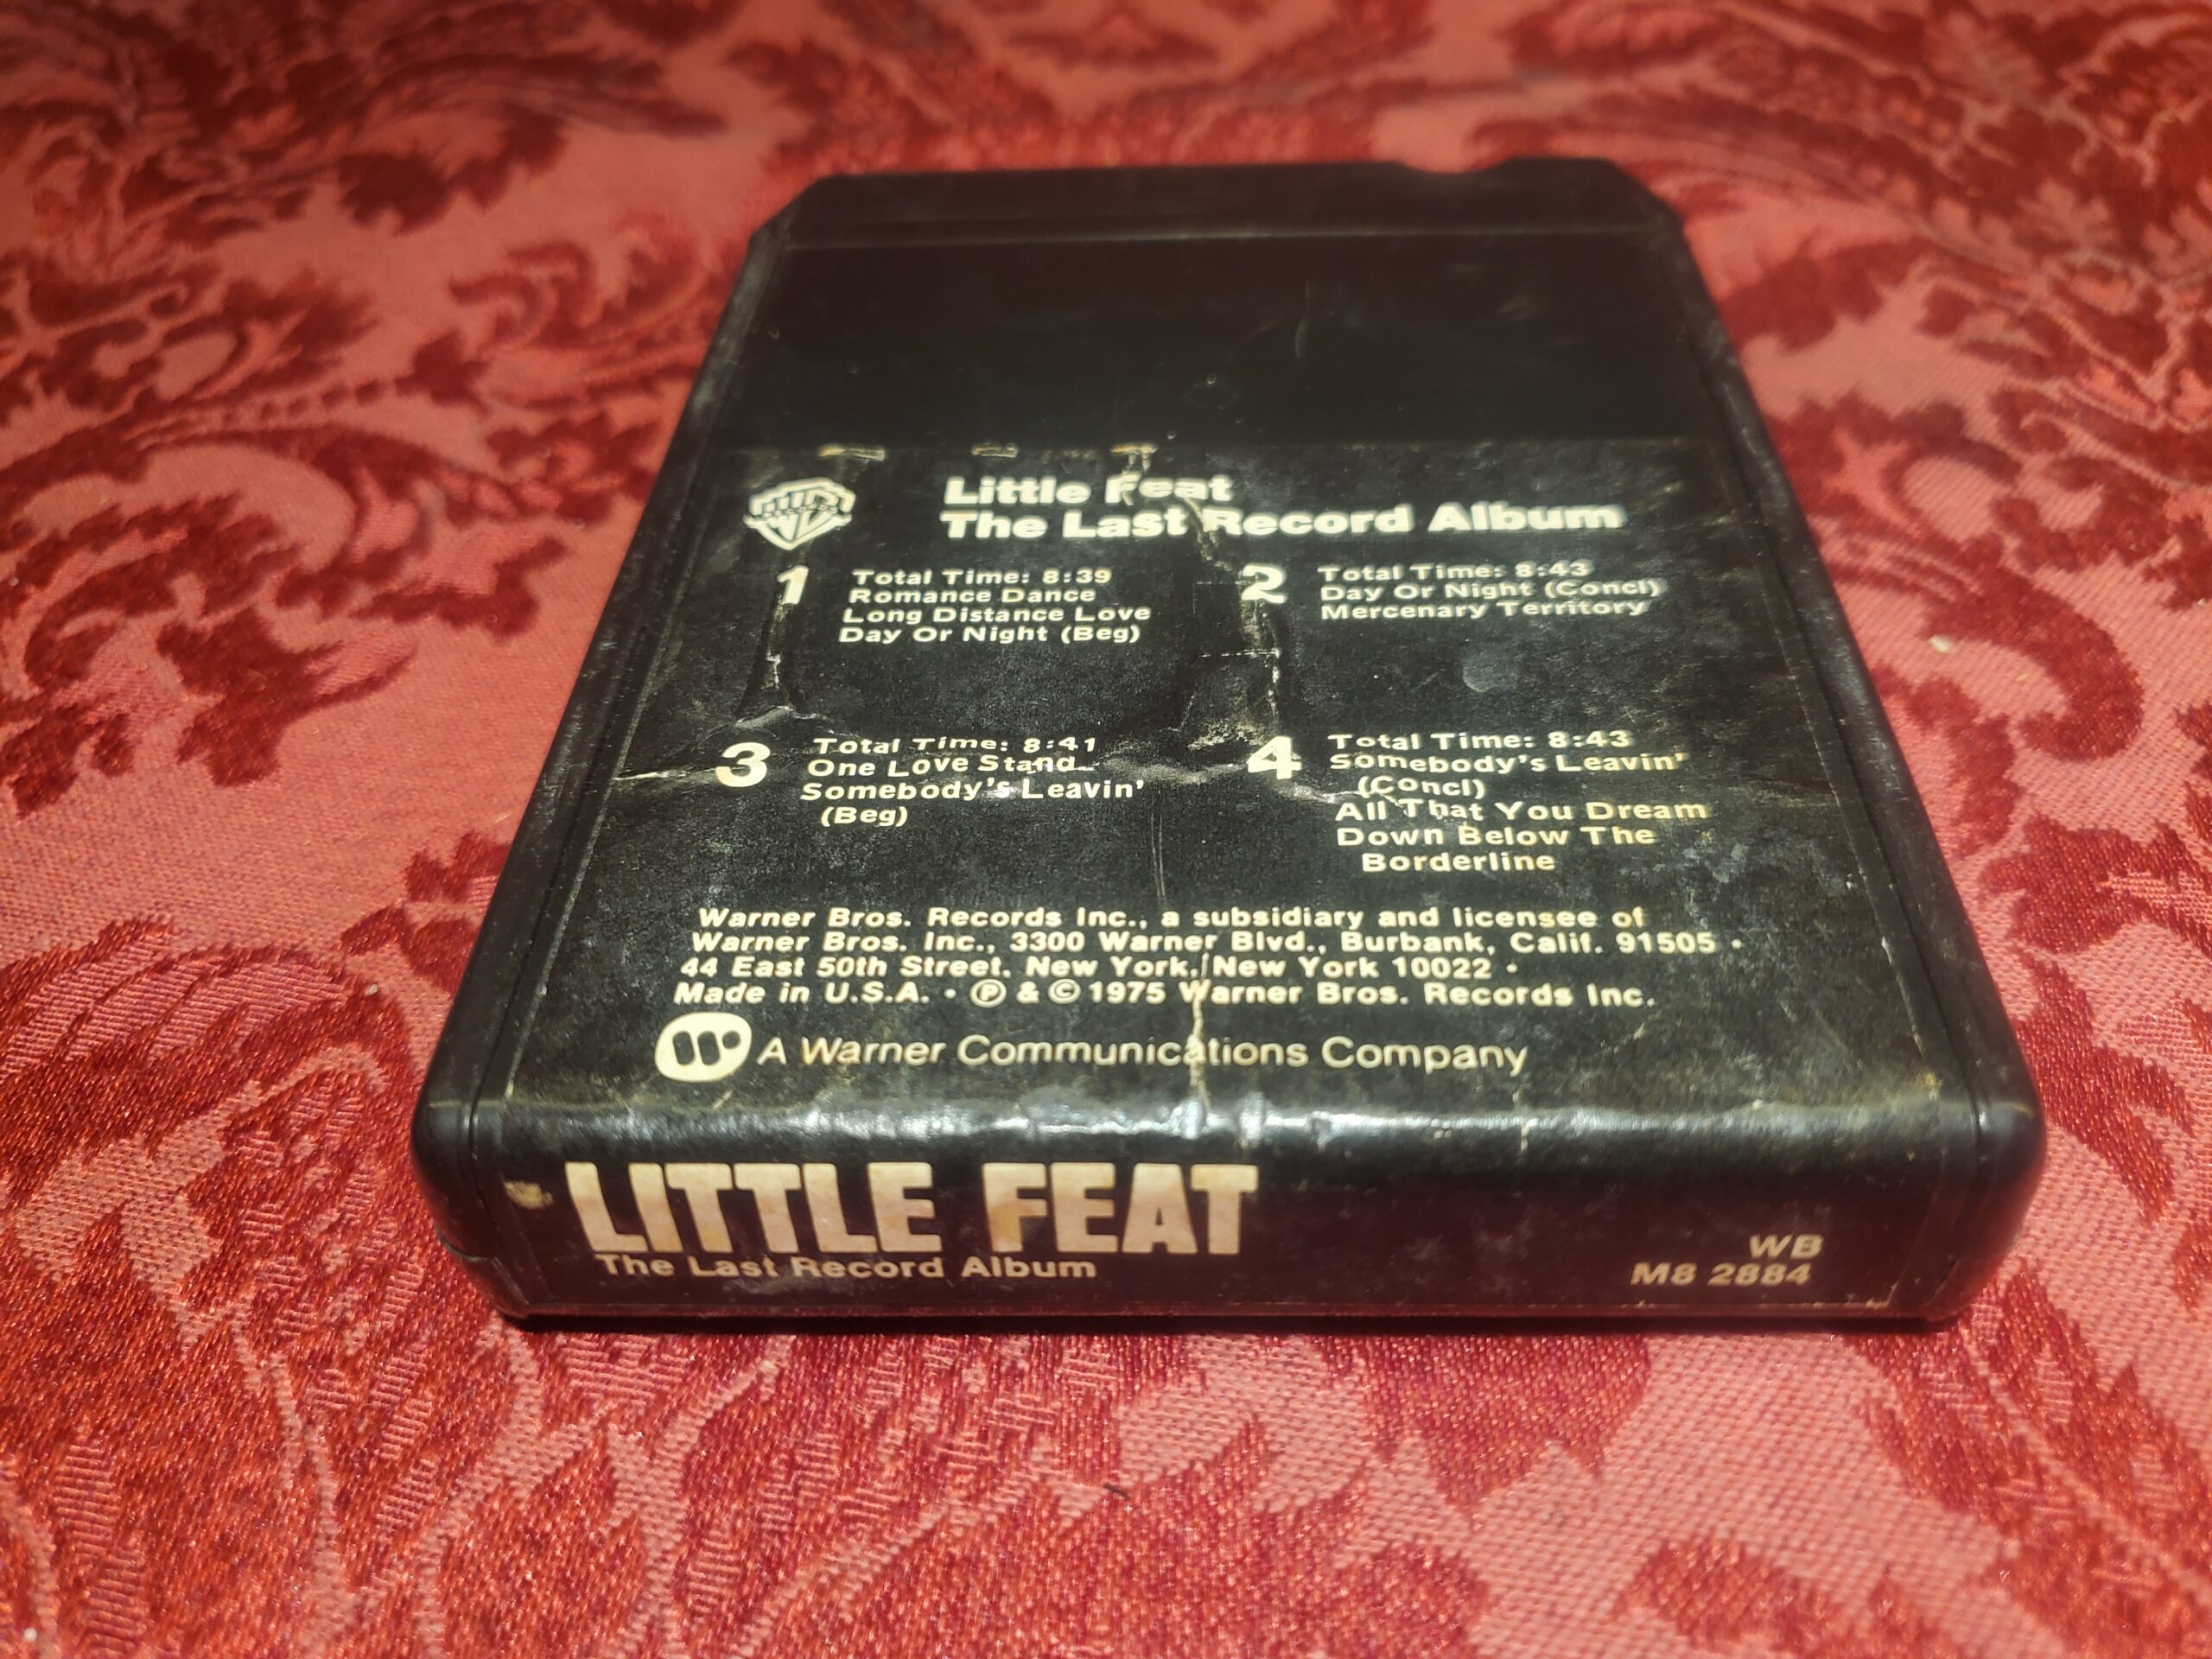 Little Feat
The Last Record Album
1
Total Time: 8:39
Romance Dance
Long Distance Love
Day Or Night (Beg)
2
Total Time: 8:43
Day Or Night (Concl)
Mercenary Territory
3
Total Time: 8:41
One Love Stand
Somebody's Leavin'
(Beg)
4
Total Time: 8:43
Somebody's Leavin'
(Concl)
All That You Dream
Down Below The
Borderline
Warner Bros. Records Inc., a subsidiary and licensee of
Warner Bros. Inc., 3300 Warner Blvd., Burbank, Calif. 91505 •
44 East 50th Street, New York, New York 10022 •
Made in U.S.A. • Ⓟ & © 1975 Warner Bros. Records Inc.
A Warner Communications Company
LITTLE FEAT
The Last Record Album
WB
M8 2884